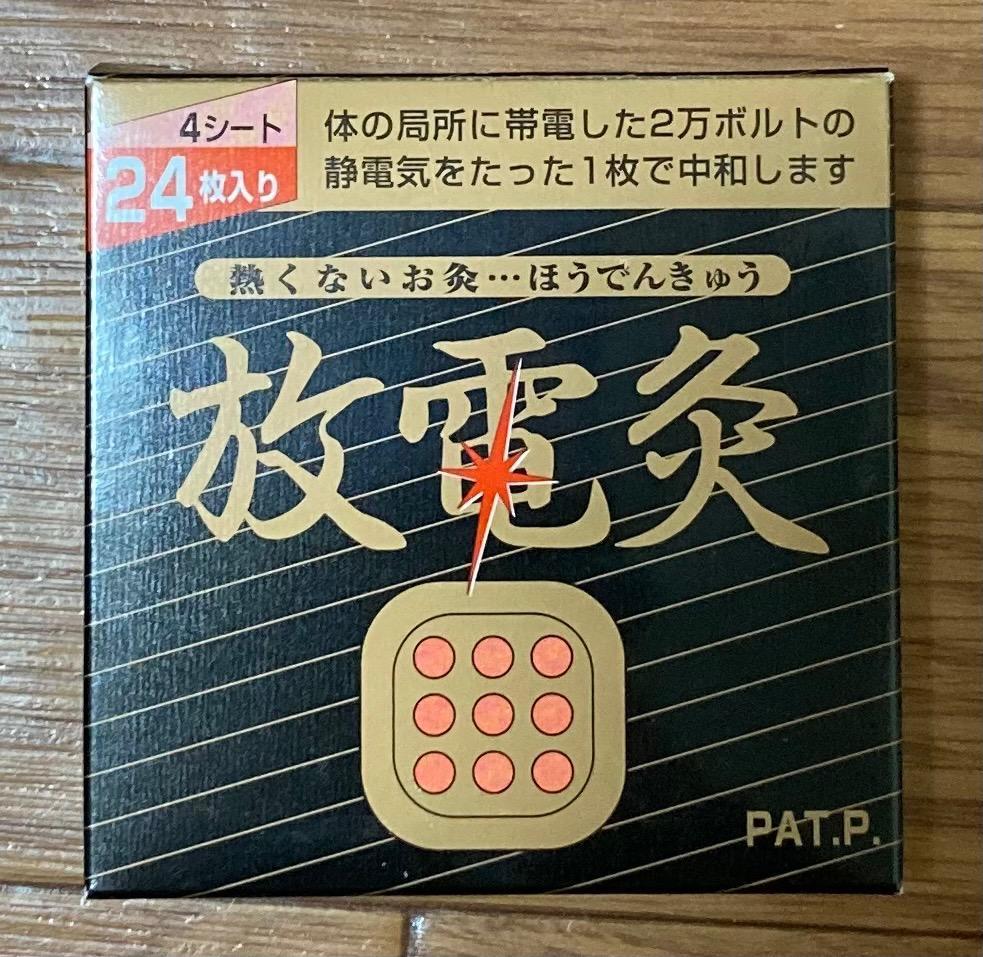 4シート
24枚入り
体の局所に帯電した2万ボルトの
静電気をたった1枚で中和します
熱くないお灸…ほうでんきゅう
放電灸
PAT.P.